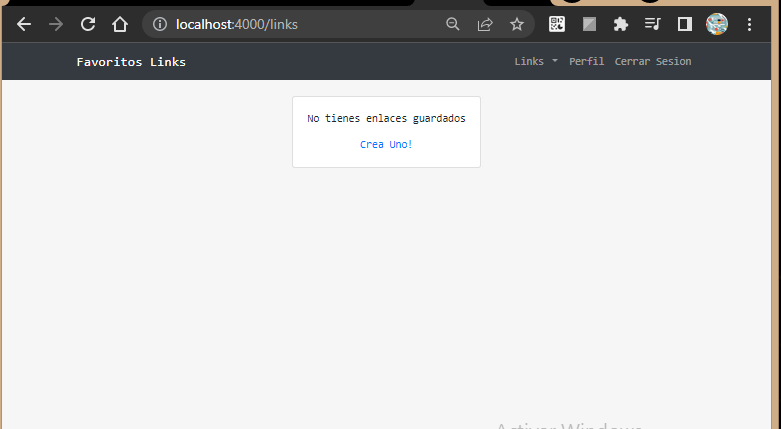 localhost:4000/links
Favoritos Links
Links Perfil Cerrar Sesion
No tienes enlaces guardados
Crea Uno!
Activar Windows